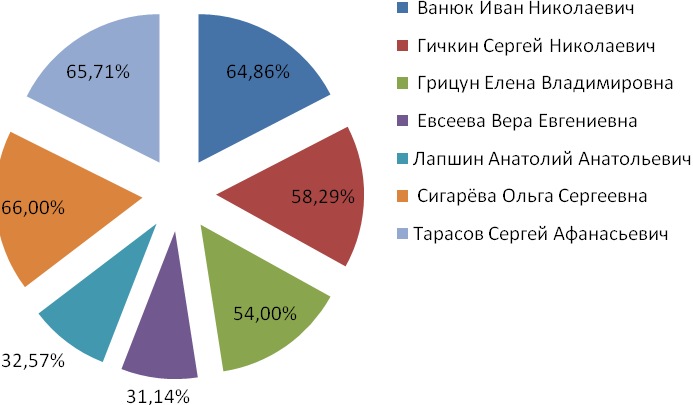 Ванюк Иван Николаевич
Гичкин Сергей Николаевич
Грицун Елена Владимировна
Евсеева Вера Евгениевна
Лапшин Анатолий Анатольевич
Сигарёва Ольга Сергеевна
Тарасов Сергей Афанасьевич
65,71%
64,86%
58,29%
66,00%
54,00%
32,57%
31,14%